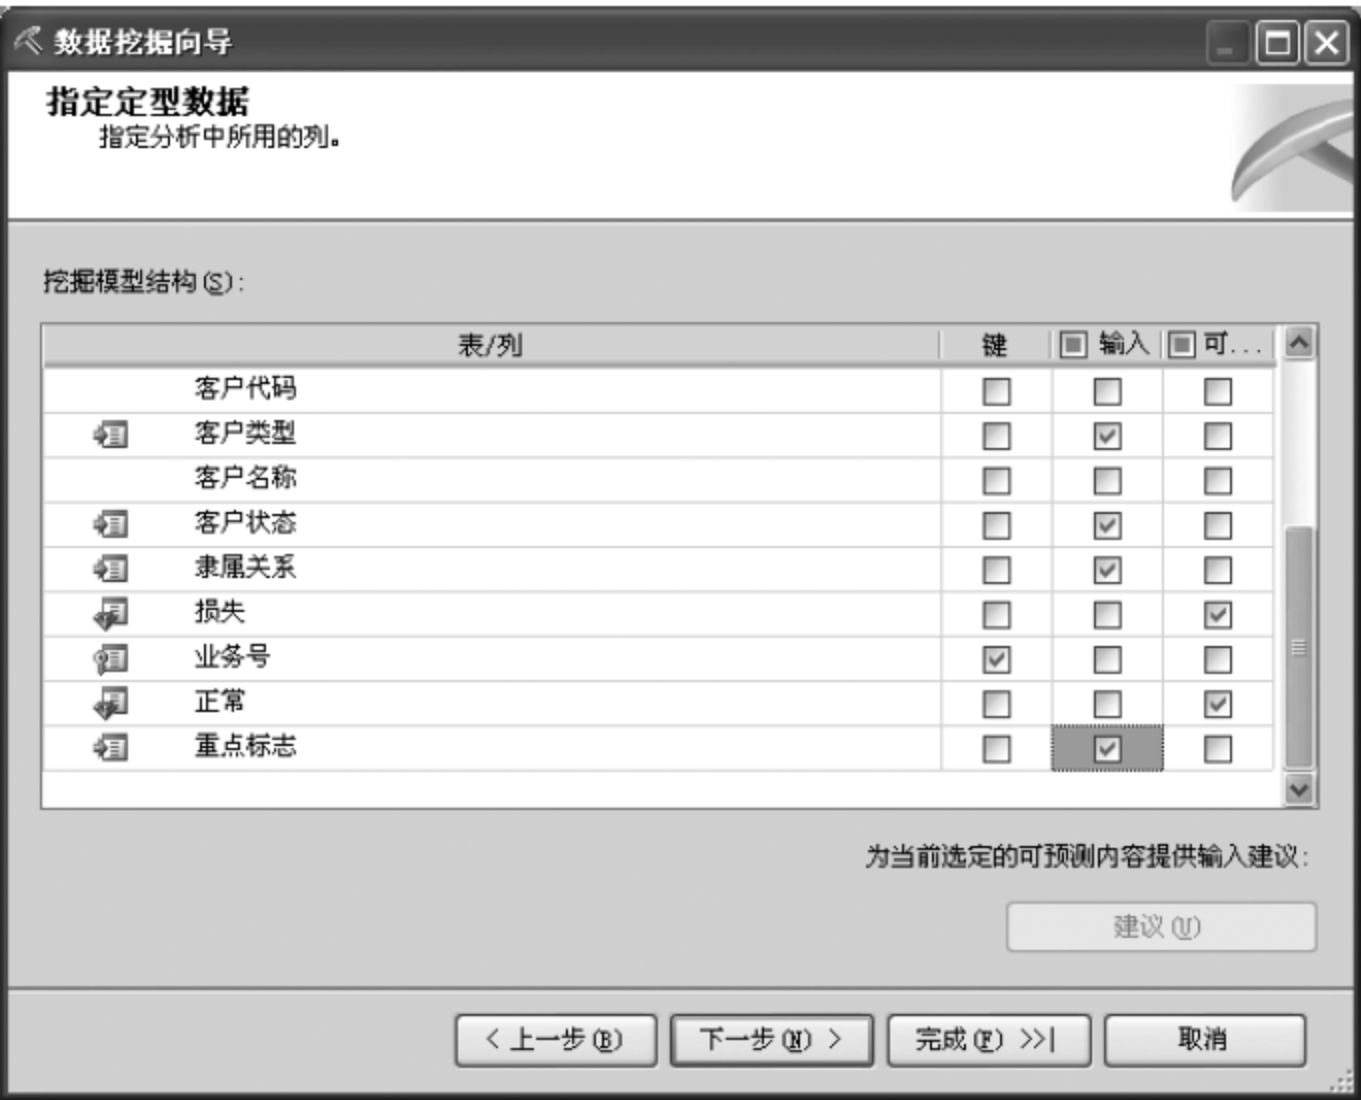 数据挖掘向导
指定定型数据
指定分析中所用的列。
挖掘模型结构(S):
表/列 键 输入 可...
客户代码
客户类型
客户名称
客户状态
隶属关系
损失
业务号
正常
重点标志
为当前选定的可预测内容提供输入建议:
建议(U)
< 上一步(B) 下一步(N) > 完成(F) >>| 取消